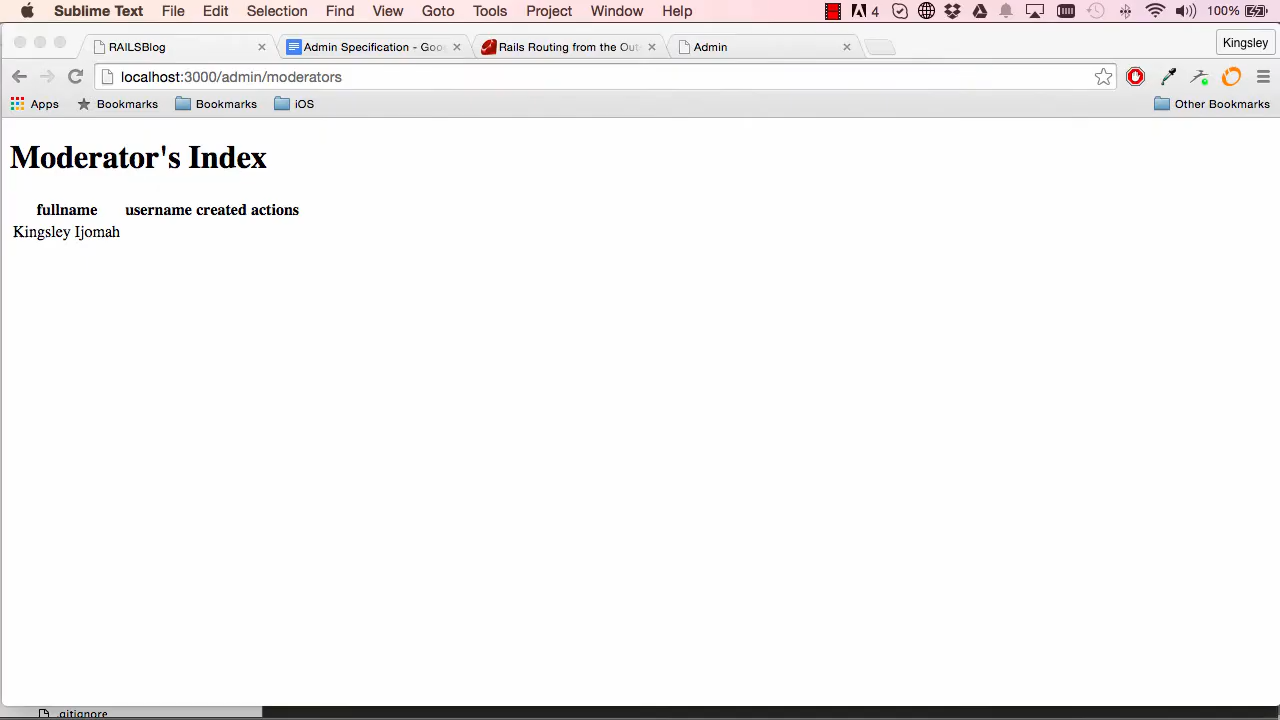 Sublime Text File Edit Selection Find View Goto Tools Project Window Help 4 100%
RAILSBlog Admin Specification - Goo Rails Routing from the Out Admin Kingsley
localhost:3000/admin/moderators
Apps Bookmarks Bookmarks iOS Other Bookmarks
Moderator's Index
fullname username created actions
Kingsley Ijomah
.gitignore